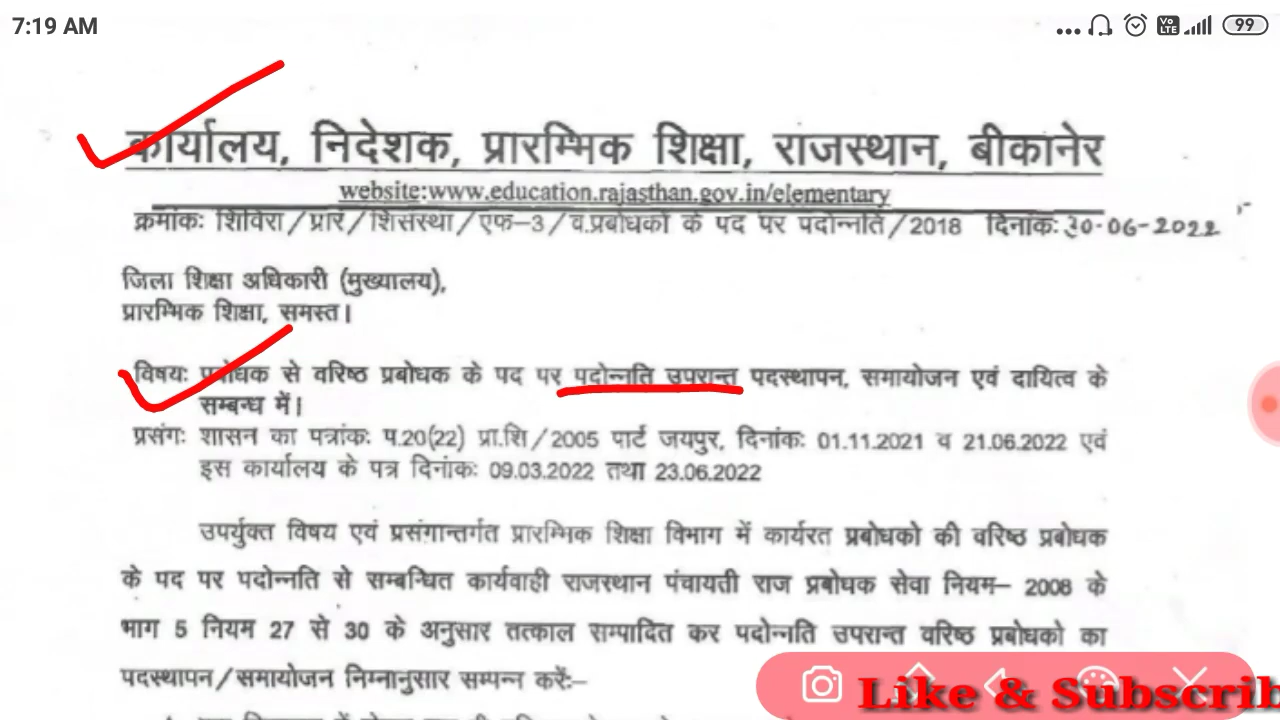 7:19 AM
99
कार्यालय, निदेशक, प्रारम्भिक शिक्षा, राजस्थान, बीकानेर
website:www.education.rajasthan.gov.in/elementary
क्रमांकः शिविरा/प्रारं/शिसंस्था/एफ-3/व.प्रबोधकों के पद पर पदोन्नति/2018 दिनांक:30-06-2022
जिला शिक्षा अधिकारी (मुख्यालय),
प्रारम्भिक शिक्षा, समस्त।
विषयः प्रबोधक से वरिष्ठ प्रबोधक के पद पर पदोन्नति उपरान्त पदस्थापन, समायोजन एवं दायित्व के
सम्बन्ध में।
प्रसंगः शासन का पत्रांकः प.20(22) प्रा.शि/2005 पार्ट जयपुर, दिनांकः 01.11.2021 व 21.06.2022 एवं
इस कार्यालय के पत्र दिनांकः 09.03.2022 तथा 23.06.2022
उपर्युक्त विषय एवं प्रसंगान्तर्गत प्रारम्भिक शिक्षा विभाग में कार्यरत प्रबोधकों की वरिष्ठ प्रबोधक
के पद पर पदोन्नति से सम्बन्धित कार्यवाही राजस्थान पंचायती राज प्रबोधक सेवा नियम– 2008 के
भाग 5 नियम 27 से 30 के अनुसार तत्काल सम्पादित कर पदोन्नति उपरान्त वरिष्ठ प्रबोधकों का
पदस्थापन/समायोजन निम्नानुसार सम्पन्न करें:–
Like & Subscrib